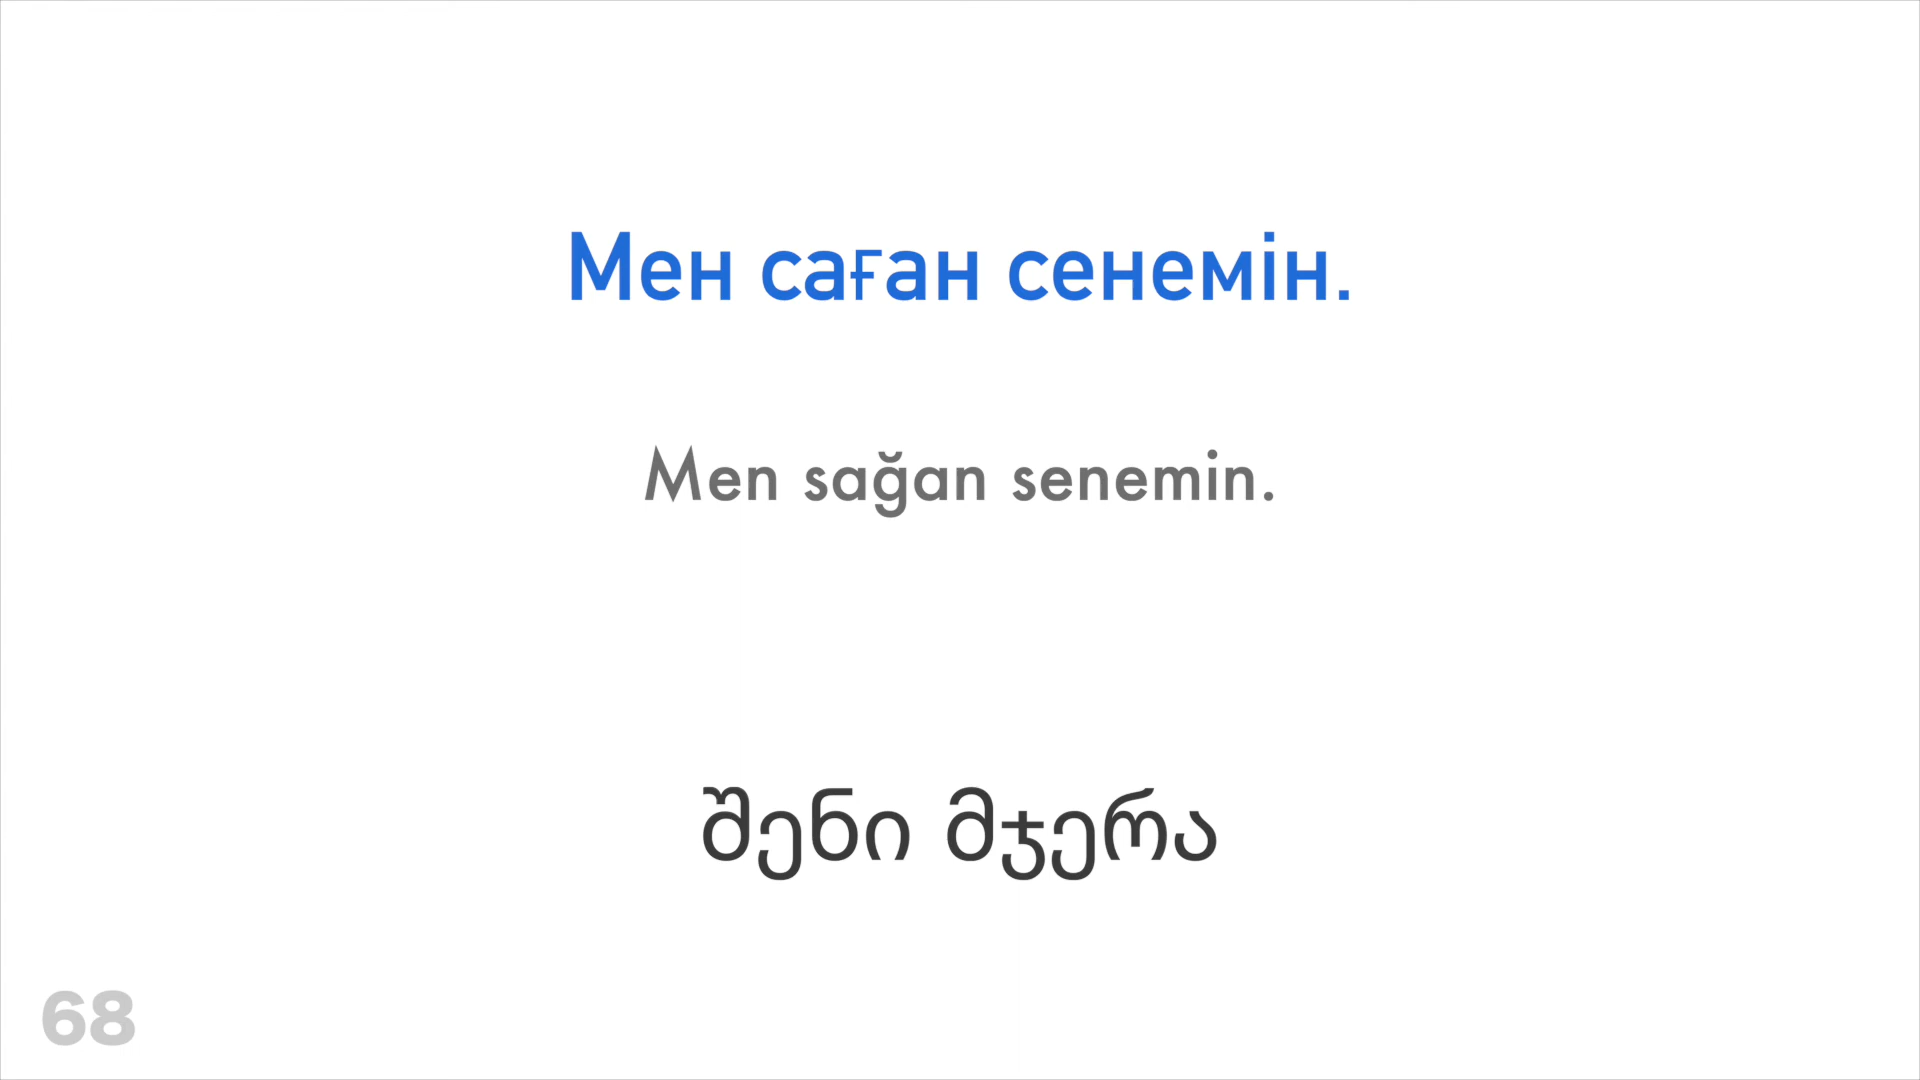 Мен саған сенемін.
Men sağan senemin.
შენი მჯერა
68